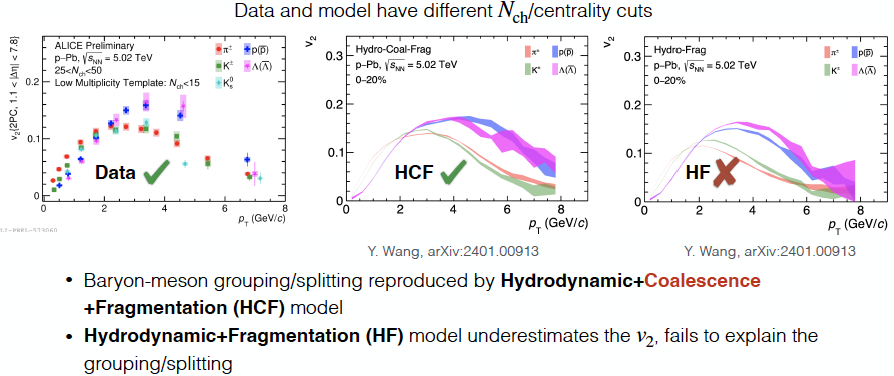 Data and model have different Nch/centrality cuts
v2{2PC, 1.1 < |Δη| < 7.8}
ALICE Preliminary
p–Pb, √sNN = 5.02 TeV
25<Nch<50
Low Multiplicity Template: Nch<15
π± p(p̅)
K± Λ(Λ̅)
K0s
0.2
0.1
0
Data
0 2 4 6 8
pT (GeV/c)
v2
Hydro-Coal-Frag
p–Pb, √sNN = 5.02 TeV
0–20%
π± p(p̅)
K± Λ(Λ̅)
0.3
0.2
0.1
0.0
HCF
0 2 4 6 8
pT (GeV/c)
v2
Hydro-Frag
p–Pb, √sNN = 5.02 TeV
0–20%
π± p(p̅)
K± Λ(Λ̅)
0.3
0.2
0.1
0.0
HF
0 2 4 6 8
pT (GeV/c)
Y. Wang, arXiv:2401.00913
Y. Wang, arXiv:2401.00913
• Baryon-meson grouping/splitting reproduced by Hydrodynamic+Coalescence
+Fragmentation (HCF) model
• Hydrodynamic+Fragmentation (HF) model underestimates the v2, fails to explain the
grouping/splitting